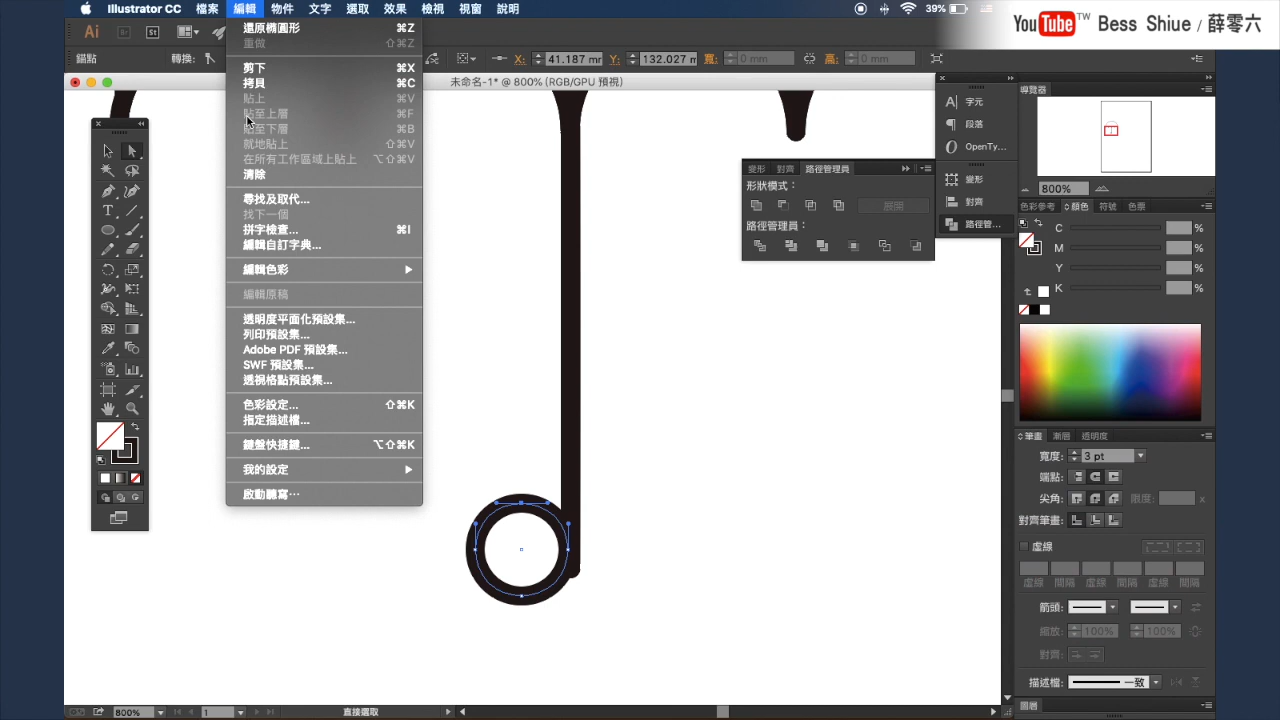 Illustrator CC 檔案 編輯 物件 文字 選取 效果 檢視 視窗 說明 39%
YouTube TW Bess Shiue / 薛零六
Ai Br St
錨點 轉換: X: 41.187 mr Y: 132.027 m 寬: 0 mm 高: 0 mm
未命名-1* @ 800% (RGB/GPU 預視)
還原橢圓形 ⌘Z
重做 ⇧⌘Z
剪下 ⌘X
拷貝 ⌘C
貼上 ⌘V
貼至上層 ⌘F
貼至下層 ⌘B
就地貼上 ⇧⌘V
在所有工作區域上貼上 ⌥⇧⌘V
清除
尋找及取代...
找下一個
拼字檢查... ⌘I
編輯自訂字典...
編輯色彩
編輯原稿
透明度平面化預設集...
列印預設集...
Adobe PDF 預設集...
SWF 預設集...
透視格點預設集...
色彩設定... ⇧⌘K
指定描述檔...
鍵盤快捷鍵... ⌥⇧⌘K
我的設定
啟動聽寫⋯
變形 對齊 路徑管理員
形狀模式:
展開
路徑管理員:
字元
段落
OpenTy...
變形
對齊
路徑管...
導覽器
800%
色彩參考 顏色 符號 色票
C %
M %
Y %
K %
筆畫 漸層 透明度
寬度: 3 pt
端點:
尖角: 限度: x
對齊筆畫:
虛線
虛線 間隔 虛線 間隔 虛線 間隔
箭頭:
縮放: 100% 100%
對齊:
描述檔: 一致
圖層
800% 1 直接選取